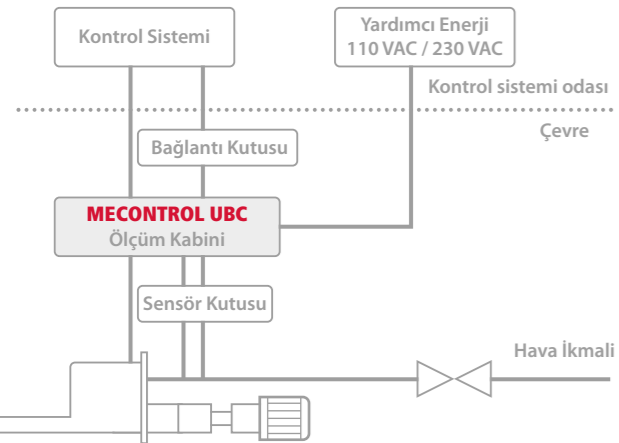 Kontrol Sistemi
Yardımcı Enerji
110 VAC / 230 VAC
Kontrol sistemi odası
Çevre
Bağlantı Kutusu
MECONTROL UBC
Ölçüm Kabini
Sensör Kutusu
Hava İkmali